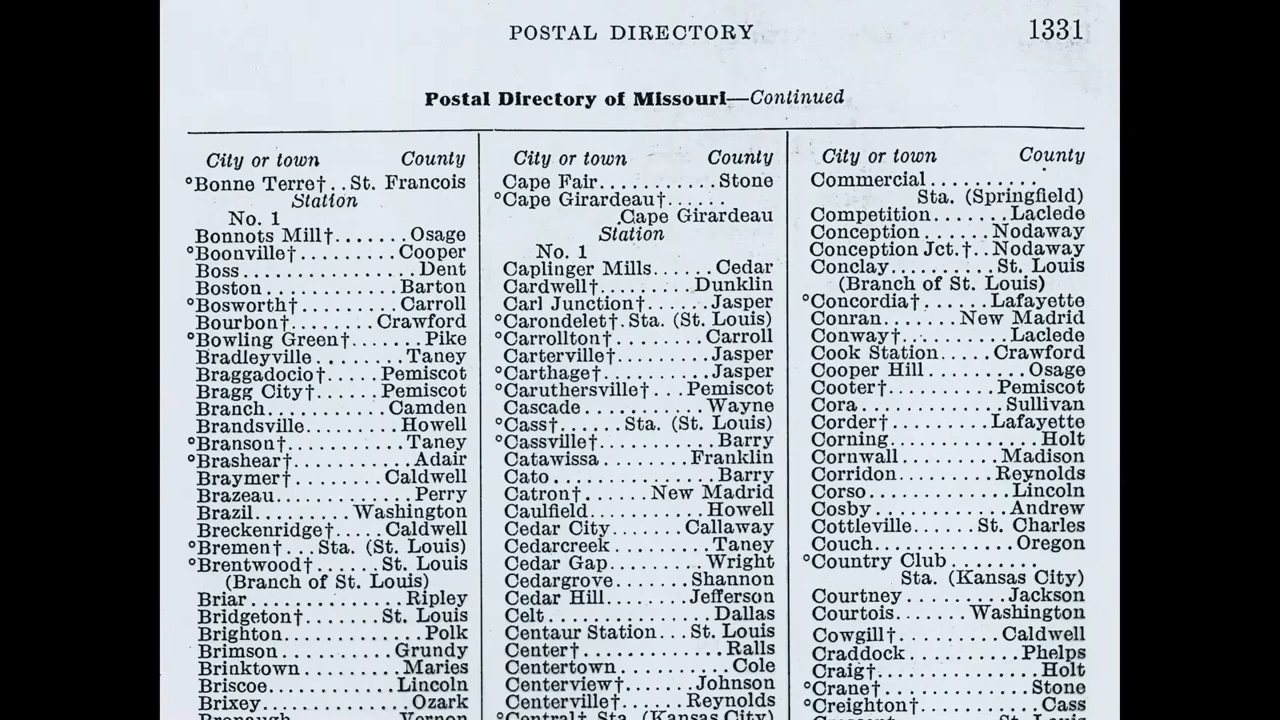 POSTAL DIRECTORY 1331
Postal Directory of Missouri—Continued
City or town County
°Bonne Terre†..St. Francois
Station
No. 1
Bonnots Mill†.......Osage
°Boonville†.........Cooper
Boss................Dent
Boston............Barton
°Bosworth†.........Carroll
Bourbon†........Crawford
°Bowling Green†.......Pike
Bradleyville........Taney
Braggadocio†.....Pemiscot
Bragg City†......Pemiscot
Branch............Camden
Brandsville........Howell
°Branson†...........Taney
°Brashear†...........Adair
Braymer†........Caldwell
Brazeau.............Perry
Brazil.........Washington
Breckenridge†.....Caldwell
°Bremen†...Sta. (St. Louis)
°Brentwood†......St. Louis
(Branch of St. Louis)
Briar..............Ripley
Bridgeton†.......St. Louis
Brighton.............Polk
Brimson..........Grundy
Brinktown.........Maries
Briscoe...........Lincoln
Brixey..............Ozark
Bronaugh.........Vernon
City or town County
Cape Fair..........Stone
°Cape Girardeau†......
.Cape Girardeau
Station
No. 1
Caplinger Mills......Cedar
Cardwell†.........Dunklin
Carl Junction†......Jasper
°Carondelet†.Sta. (St. Louis)
°Carrollton†........Carroll
Carterville†.........Jasper
°Carthage†..........Jasper
°Caruthersville†...Pemiscot
Cascade...........Wayne
°Cass†......Sta. (St. Louis)
°Cassville†...........Barry
Catawissa........Franklin
Cato................Barry
Catron†......New Madrid
Caulfield...........Howell
Cedar City.......Callaway
Cedarcreek.........Taney
Cedar Gap........Wright
Cedargrove.......Shannon
Cedar Hill.......Jefferson
Celt...............Dallas
Centaur Station...St. Louis
Center†.............Ralls
Centertown..........Cole
Centerview†......Johnson
Centerville†......Reynolds
°Central† Sta. (Kansas City)
City or town County
Commercial..........
Sta. (Springfield)
Competition.......Laclede
Conception......Nodaway
Conception Jct.†..Nodaway
Conclay.........St. Louis
(Branch of St. Louis)
°Concordia†......Lafayette
Conran.......New Madrid
Conway†..........Laclede
Cook Station.....Crawford
Cooper Hill.........Osage
Cooter†..........Pemiscot
Cora.............Sullivan
Corder†.........Lafayette
Corning.............Holt
Cornwall.........Madison
Corridon........Reynolds
Corso............Lincoln
Cosby............Andrew
Cottleville......St. Charles
Couch............Oregon
°Country Club........
Sta. (Kansas City)
Courtney.........Jackson
Courtois......Washington
Cowgill†.........Caldwell
Craddock..........Phelps
Craig†..............Holt
°Crane†.............Stone
°Creighton†..........Cass
St. Louis